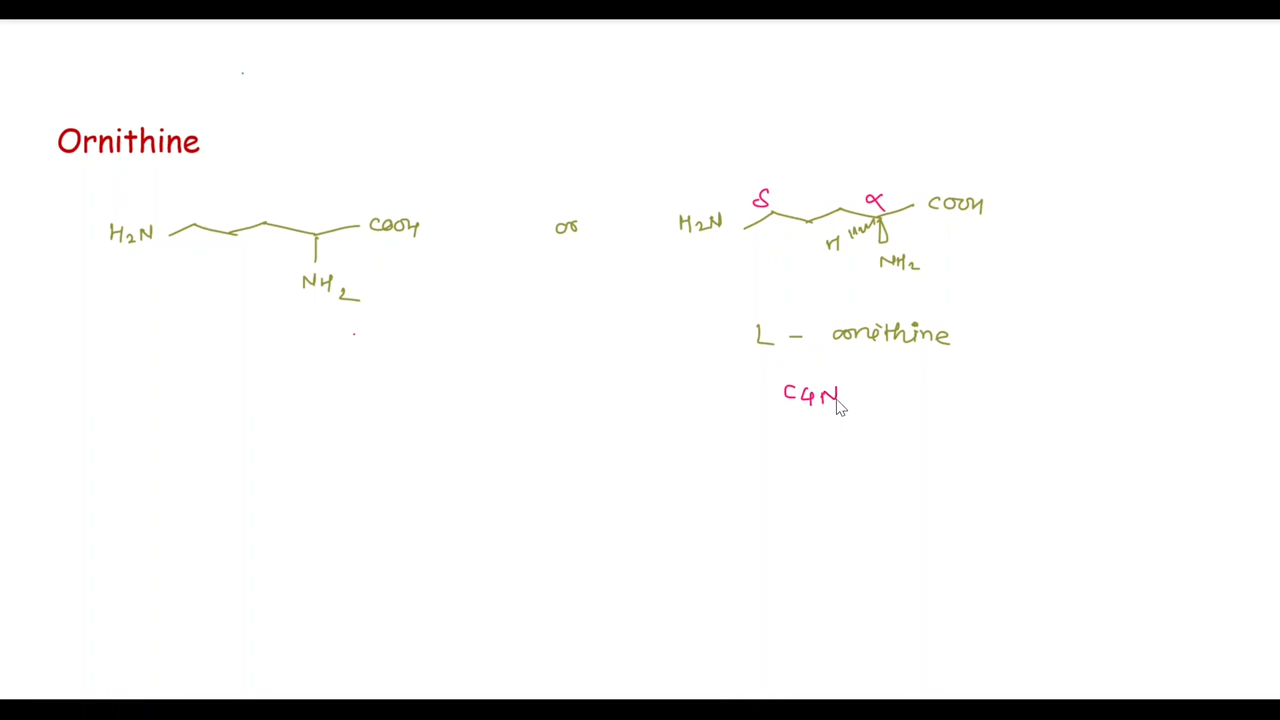 Ornithine
H2N COOH or H2N δ α COOH
NH2 H NH2
L - ornithine
C4N